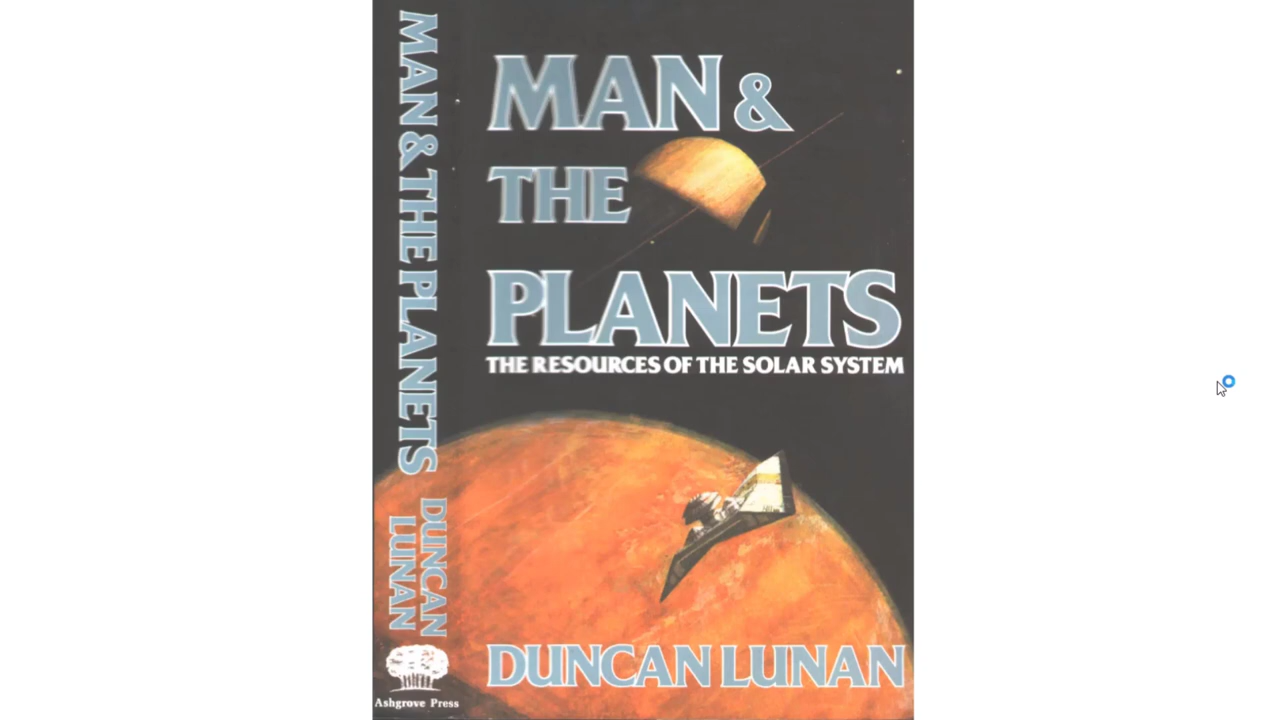 MAN & THE PLANETS
DUNCAN
LUNAN
Ashgrove Press
MAN &
THE
PLANETS
THE RESOURCES OF THE SOLAR SYSTEM
DUNCAN LUNAN